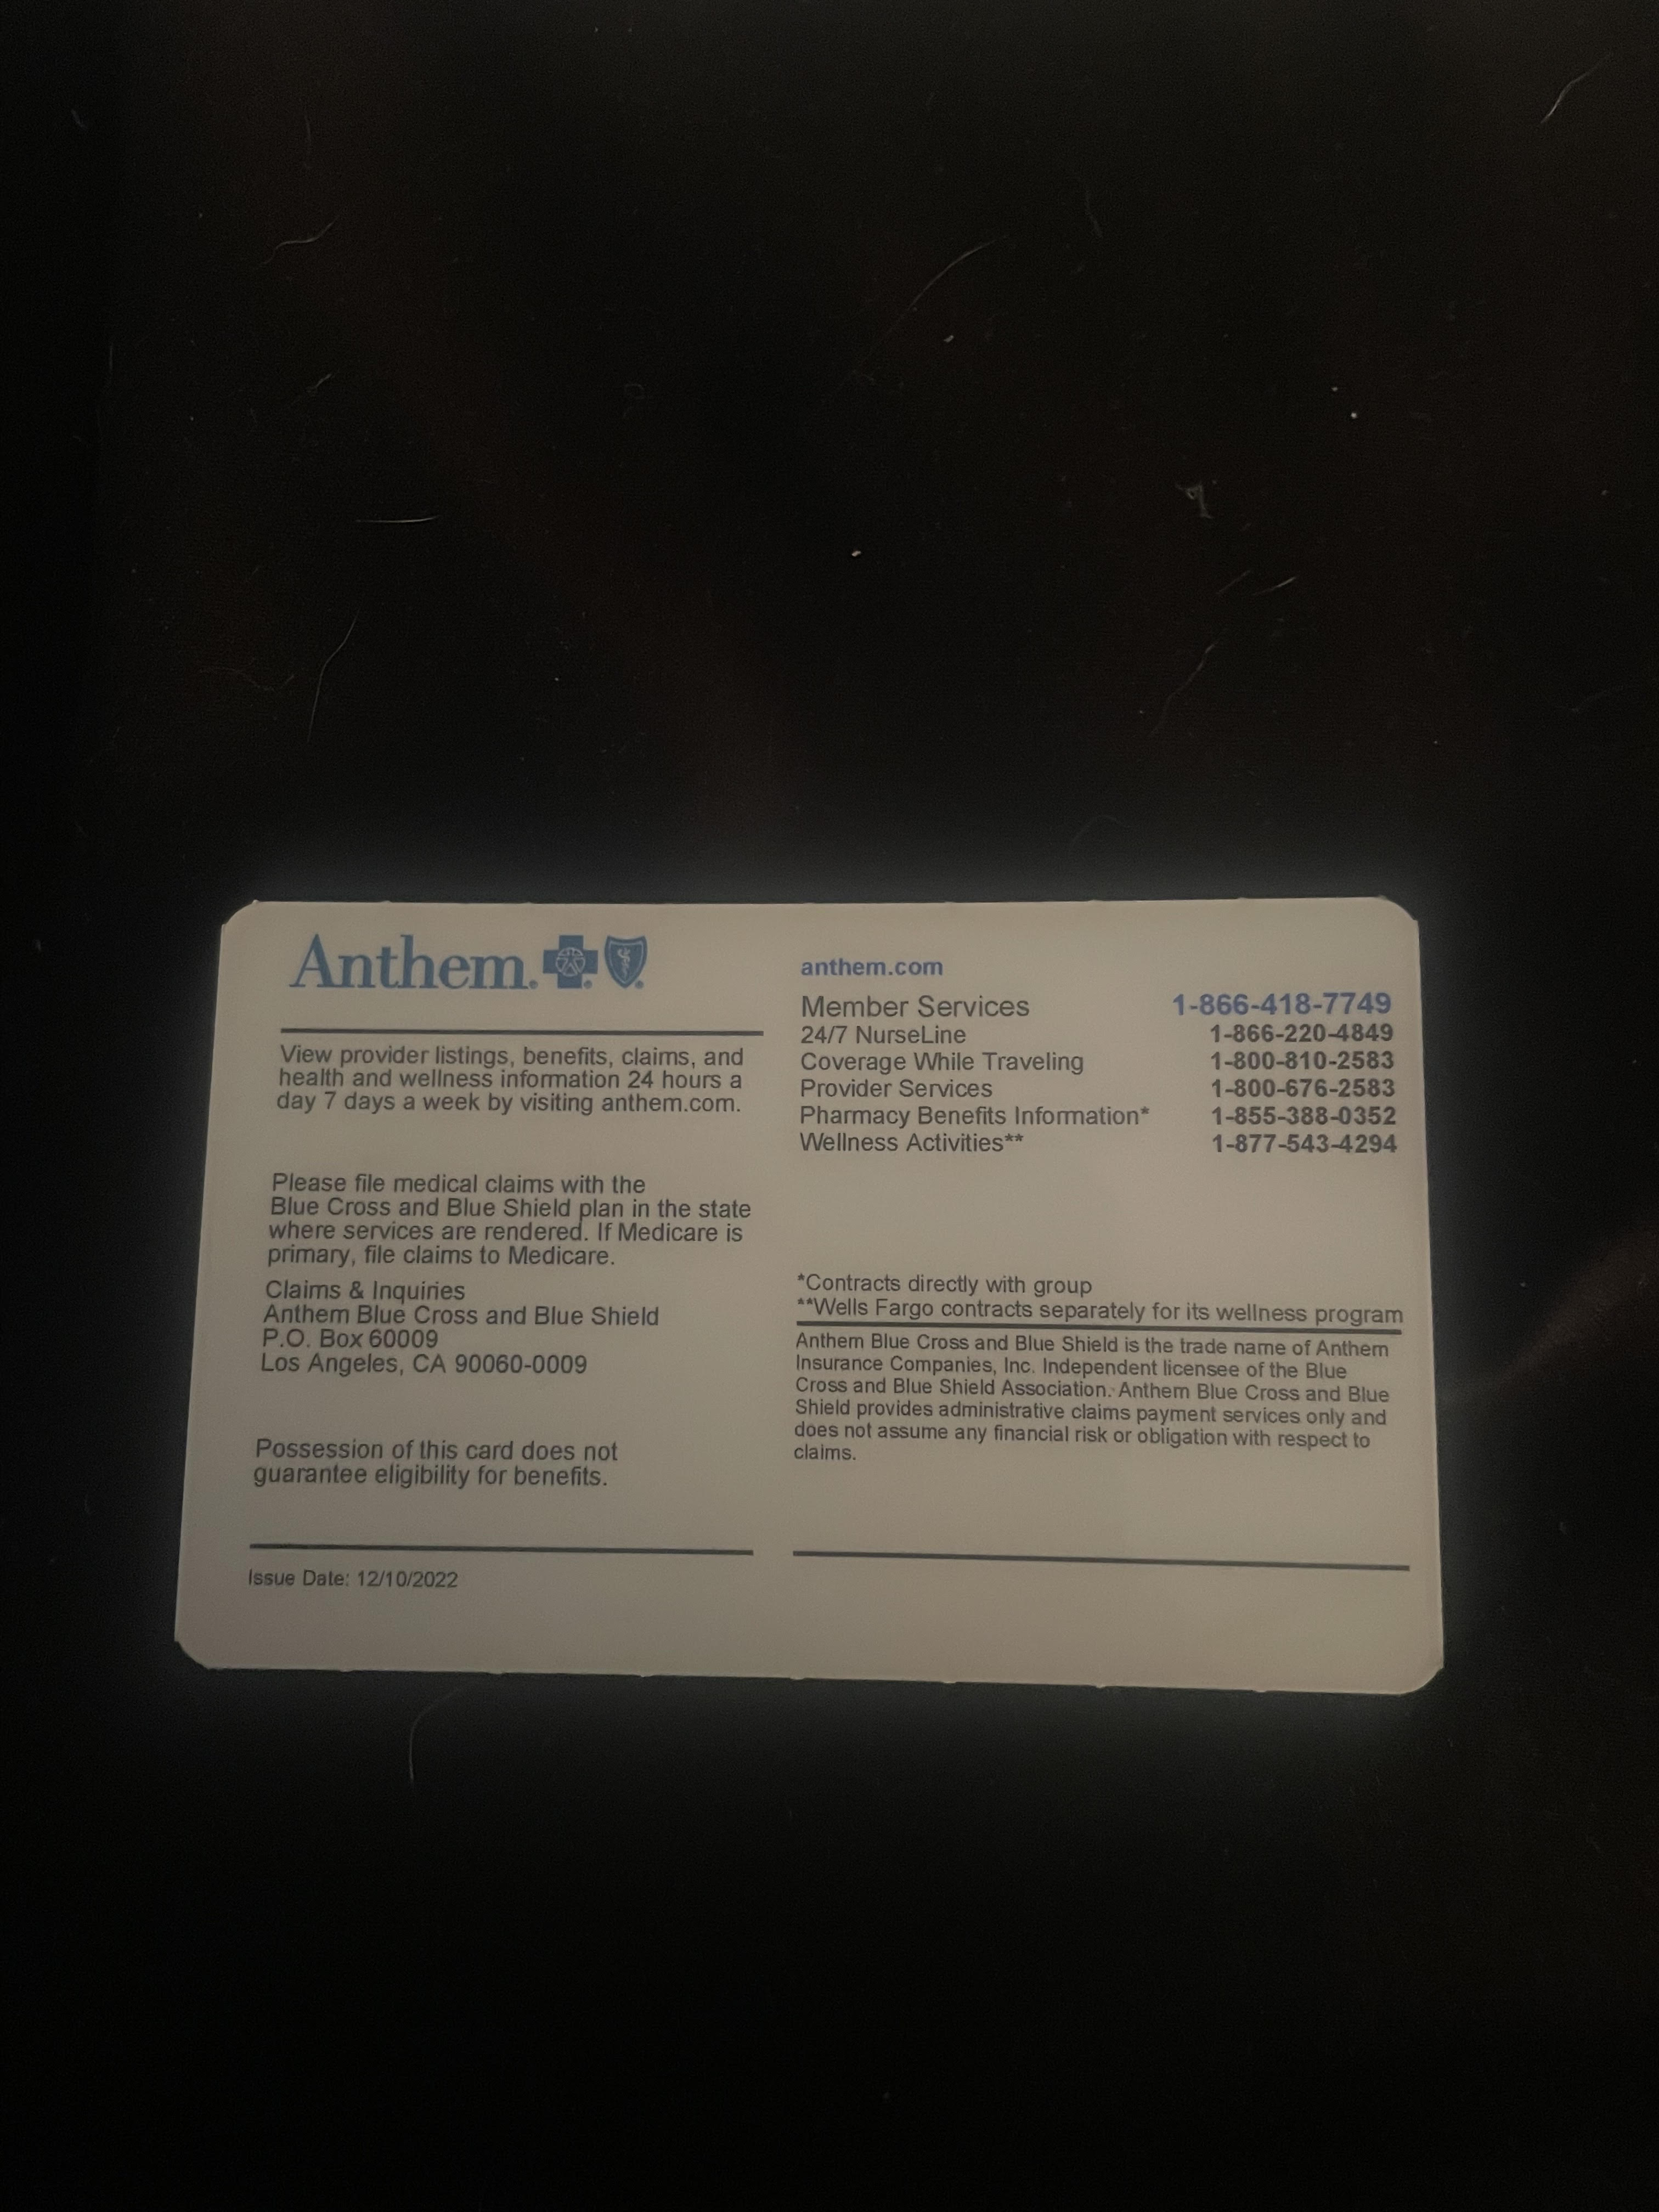 Anthem.
View provider listings, benefits, claims, and
health and wellness information 24 hours a
day 7 days a week by visiting anthem.com.
Please file medical claims with the
Blue Cross and Blue Shield plan in the state
where services are rendered. If Medicare is
primary, file claims to Medicare.
Claims & Inquiries
Anthem Blue Cross and Blue Shield
P.O. Box 60009
Los Angeles, CA 90060-0009
Possession of this card does not
guarantee eligibility for benefits.
Issue Date: 12/10/2022
anthem.com
Member Services 1-866-418-7749
24/7 NurseLine 1-866-220-4849
Coverage While Traveling 1-800-810-2583
Provider Services 1-800-676-2583
Pharmacy Benefits Information* 1-855-388-0352
Wellness Activities** 1-877-543-4294
*Contracts directly with group
**Wells Fargo contracts separately for its wellness program
Anthem Blue Cross and Blue Shield is the trade name of Anthem
Insurance Companies, Inc. Independent licensee of the Blue
Cross and Blue Shield Association. Anthem Blue Cross and Blue
Shield provides administrative claims payment services only and
does not assume any financial risk or obligation with respect to
claims.